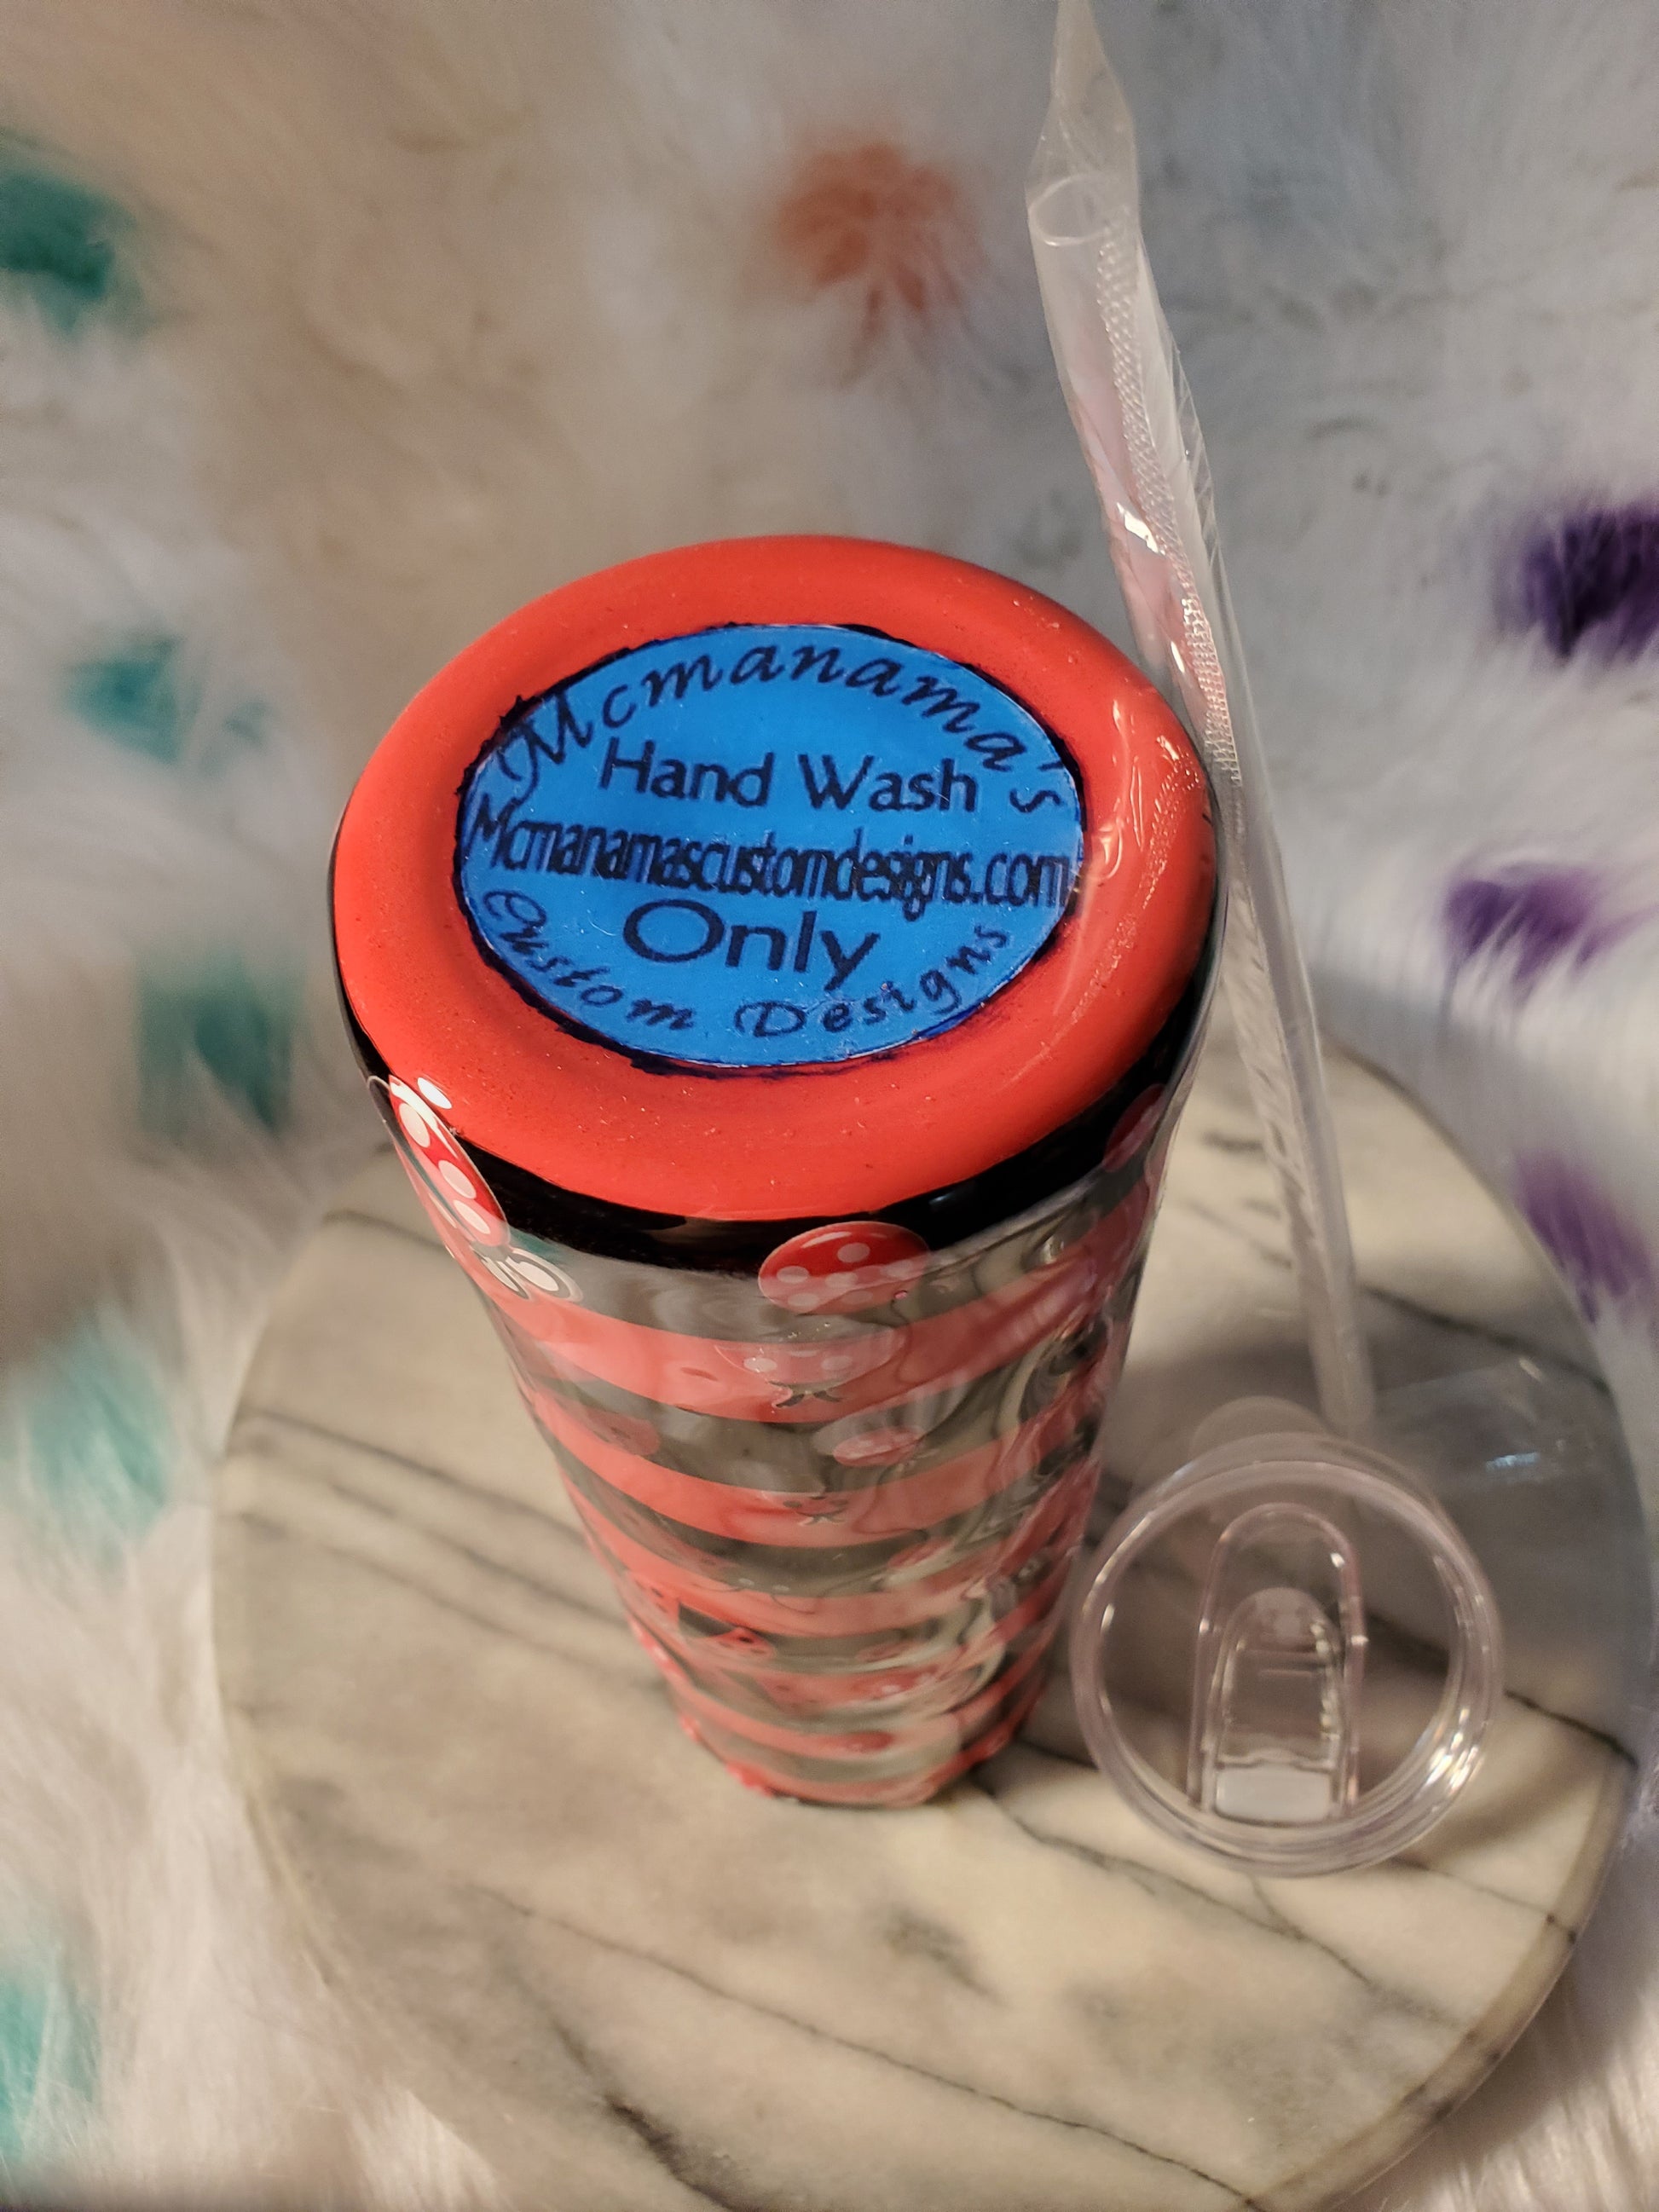 Mcmanama's
Hand Wash
Mcmanamascustomdesigns.com
Only
Custom Designs